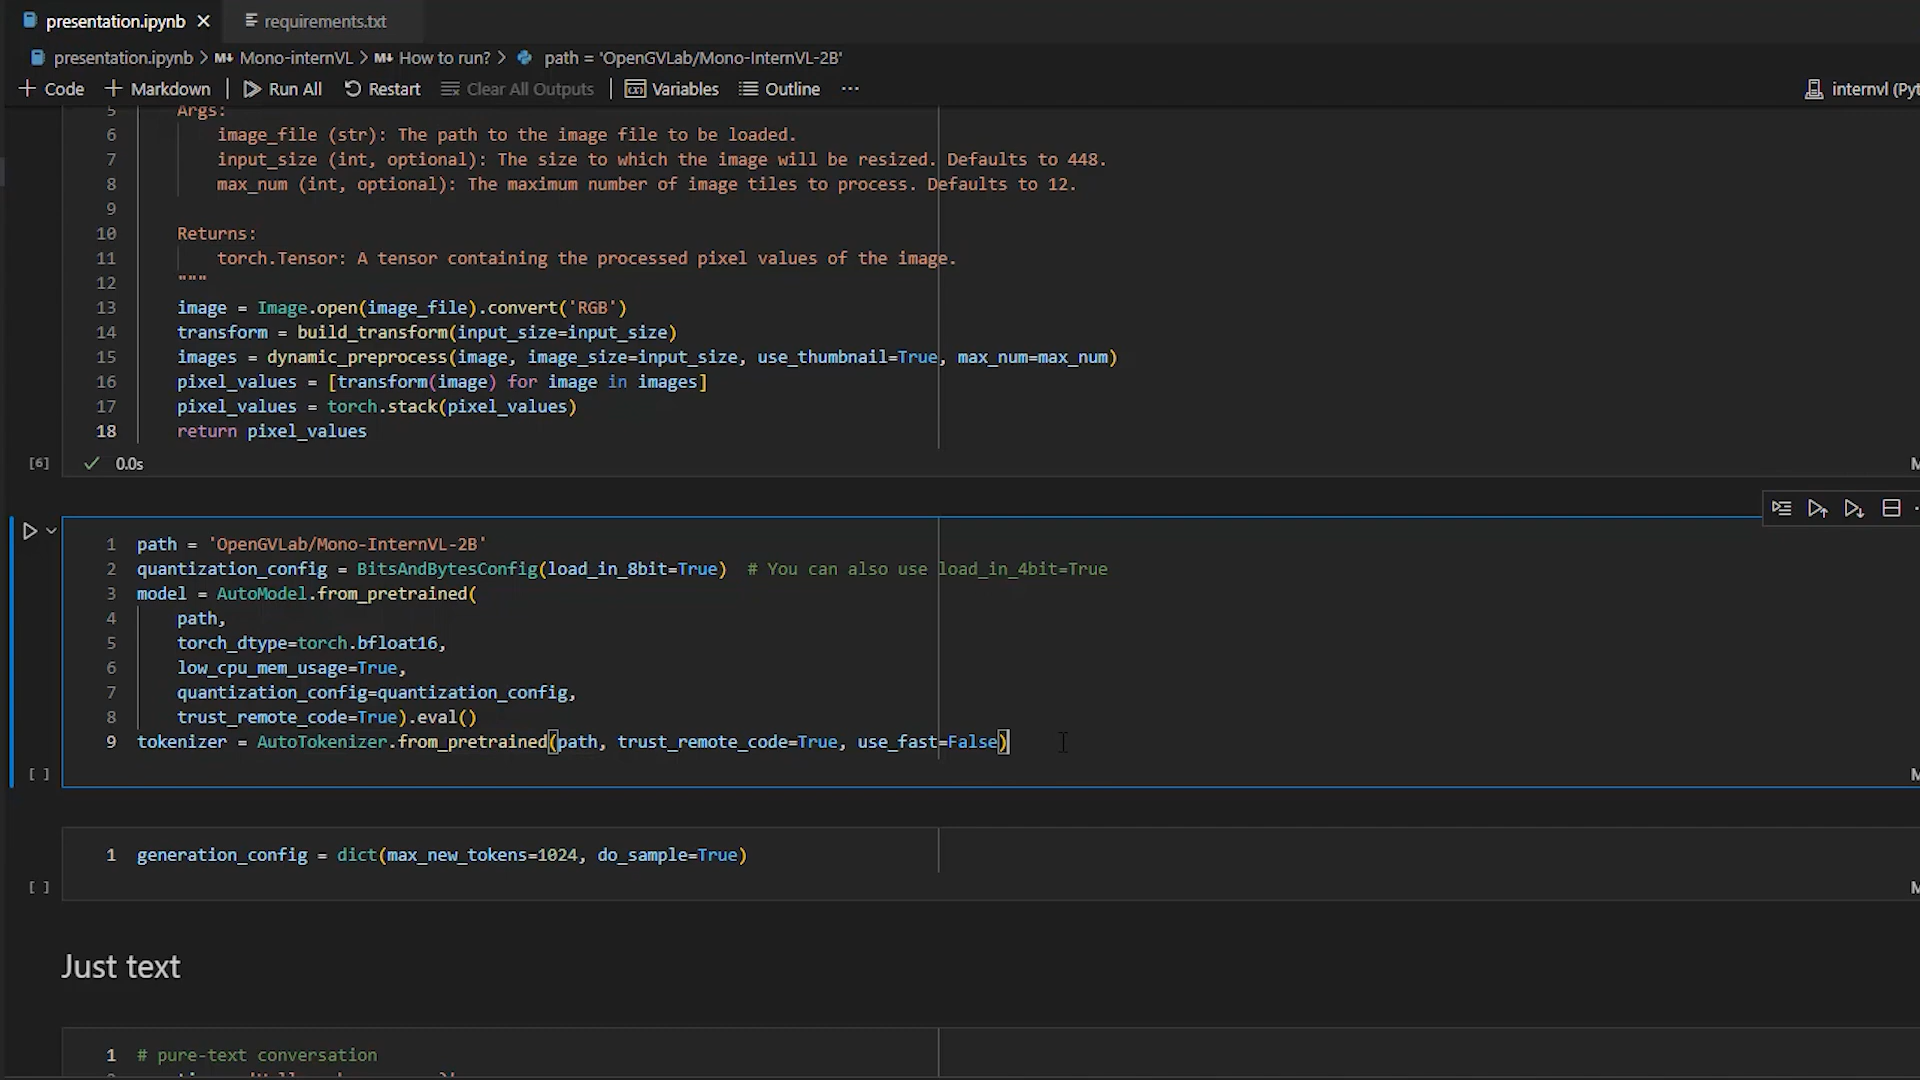 presentation.ipynb requirements.txt
presentation.ipynb > M↓ Mono-internVL > M↓ How to run? > path = 'OpenGVLab/Mono-InternVL-2B'
+ Code + Markdown | Run All Restart Clear All Outputs | Variables Outline ··· internvl (Pyt
5 Args:
6 image_file (str): The path to the image file to be loaded.
7 input_size (int, optional): The size to which the image will be resized. Defaults to 448.
8 max_num (int, optional): The maximum number of image tiles to process. Defaults to 12.
9
10 Returns:
11 torch.Tensor: A tensor containing the processed pixel values of the image.
12 """
13 image = Image.open(image_file).convert('RGB')
14 transform = build_transform(input_size=input_size)
15 images = dynamic_preprocess(image, image_size=input_size, use_thumbnail=True, max_num=max_num)
16 pixel_values = [transform(image) for image in images]
17 pixel_values = torch.stack(pixel_values)
18 return pixel_values
[6] ✓ 0.0s
1 path = 'OpenGVLab/Mono-InternVL-2B'
2 quantization_config = BitsAndBytesConfig(load_in_8bit=True) # You can also use load_in_4bit=True
3 model = AutoModel.from_pretrained(
4 path,
5 torch_dtype=torch.bfloat16,
6 low_cpu_mem_usage=True,
7 quantization_config=quantization_config,
8 trust_remote_code=True).eval()
9 tokenizer = AutoTokenizer.from_pretrained(path, trust_remote_code=True, use_fast=False)
[ ]
1 generation_config = dict(max_new_tokens=1024, do_sample=True)
[ ]
Just text
1 # pure-text conversation